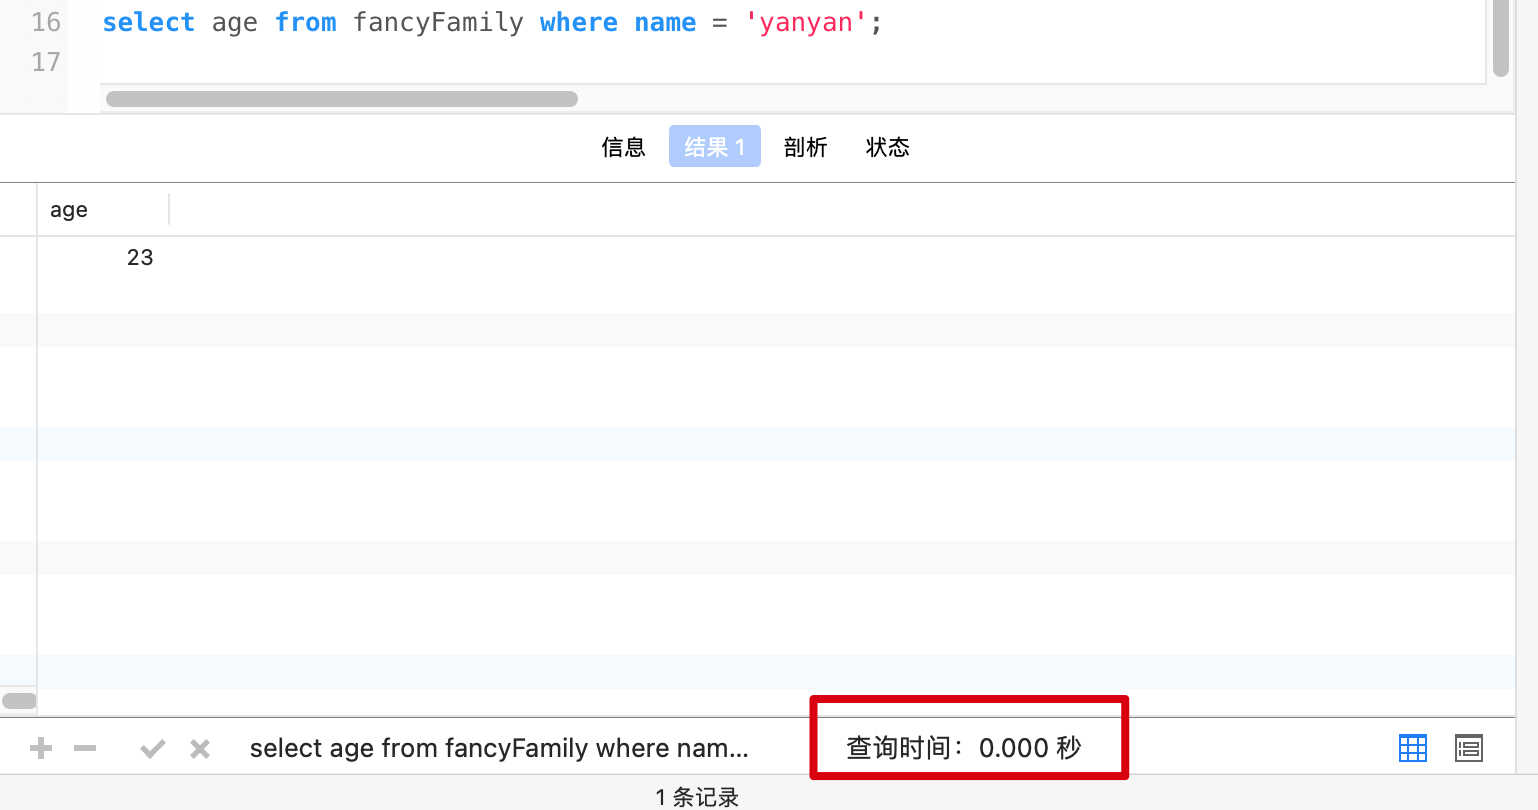 16 select age from fancyFamily where name = 'yanyan';
17
信息 结果 1 剖析 状态
age
23
select age from fancyFamily where nam... 查询时间：0.000 秒
1 条记录